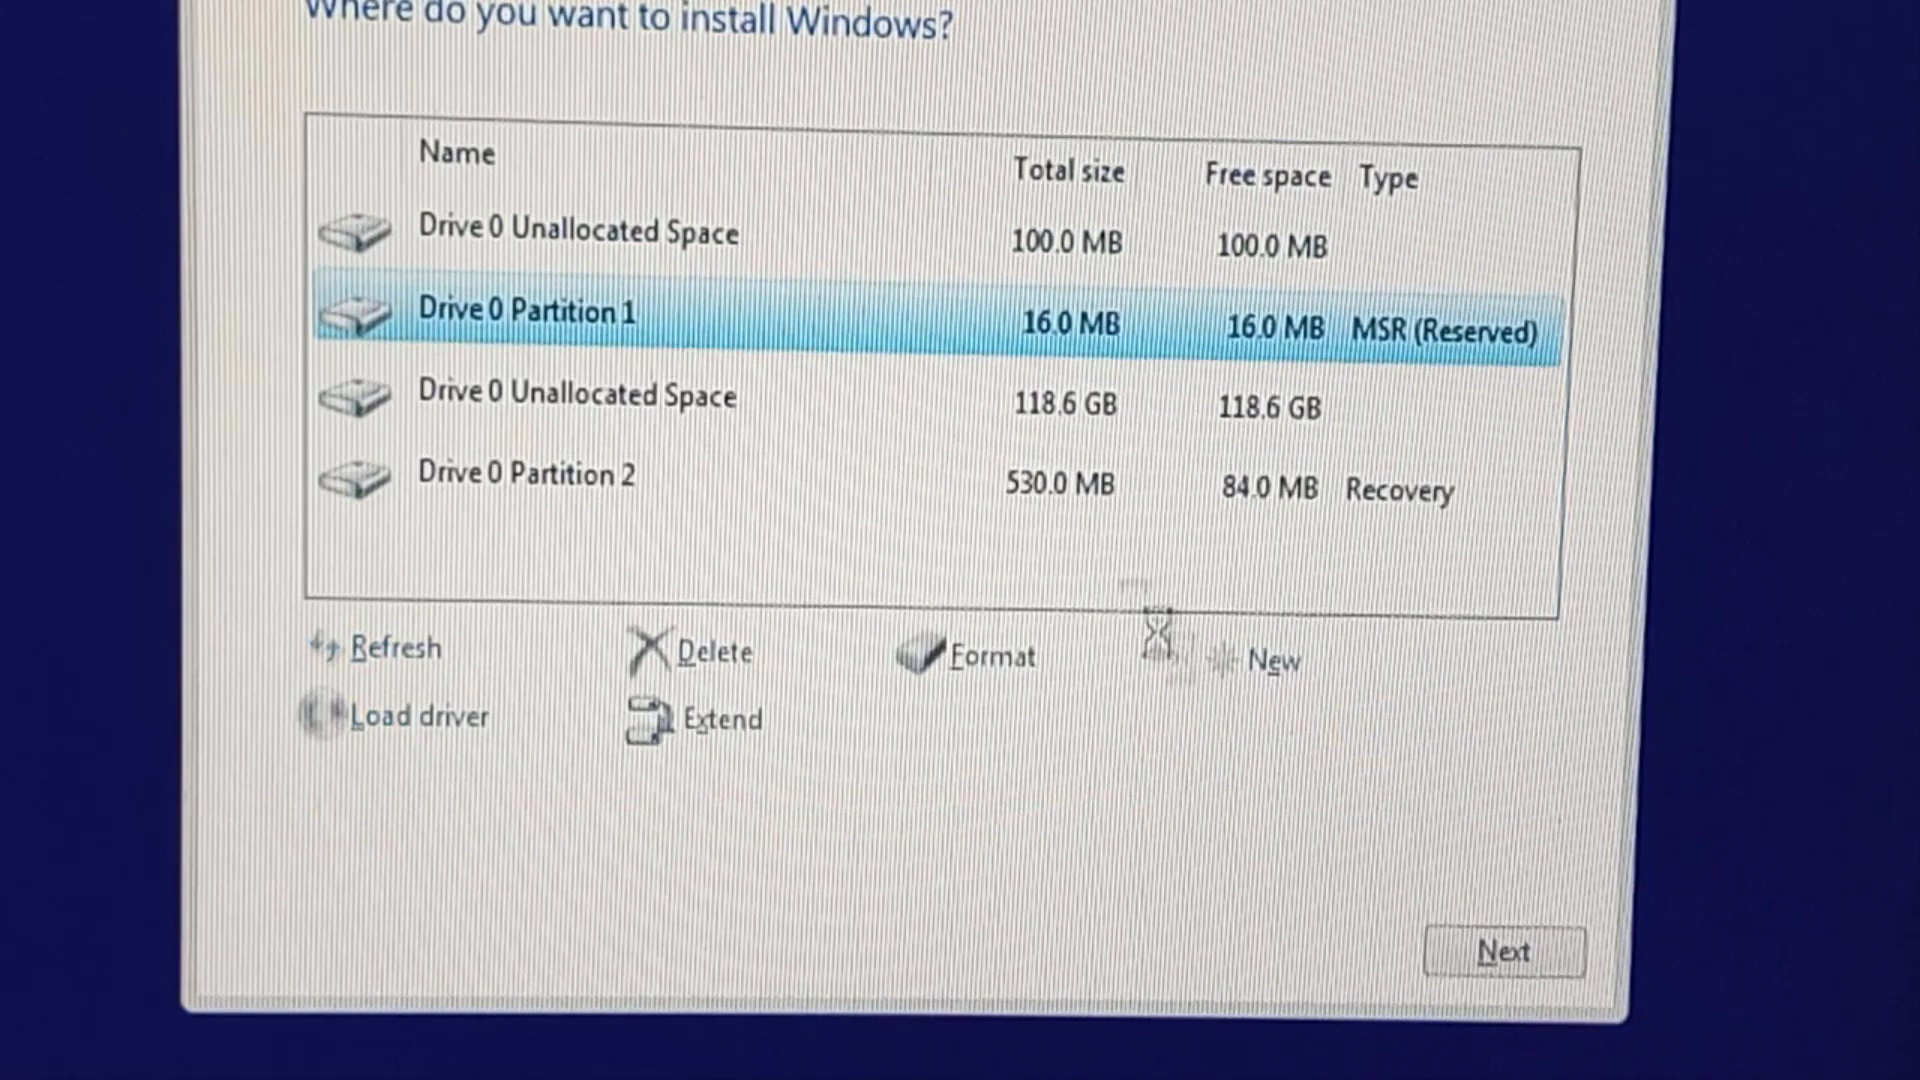 Where do you want to install Windows?
Name Total size Free space Type
Drive 0 Unallocated Space 100.0 MB 100.0 MB
Drive 0 Partition 1 16.0 MB 16.0 MB MSR (Reserved)
Drive 0 Unallocated Space 118.6 GB 118.6 GB
Drive 0 Partition 2 530.0 MB 84.0 MB Recovery
Refresh Delete Format New
Load driver Extend
Next